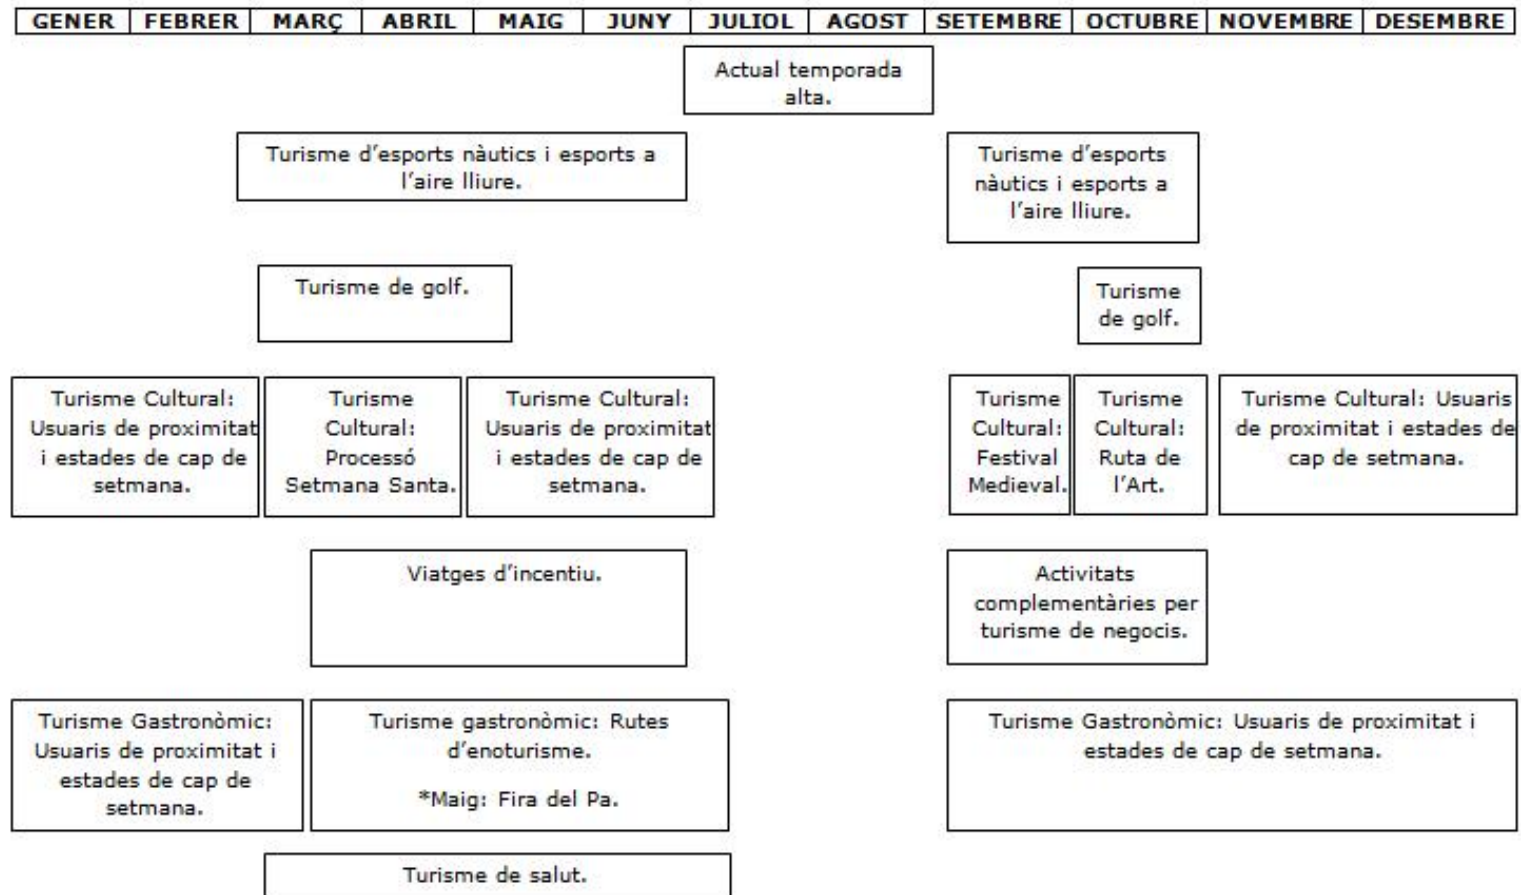 GENER FEBRER MARÇ ABRIL MAIG JUNY JULIOL AGOST SETEMBRE OCTUBRE NOVEMBRE DESEMBRE
Actual temporada
alta.
Turisme d'esports nàutics i esports a
l'aire lliure.
Turisme d'esports
nàutics i esports a
l'aire lliure.
Turisme de golf.
Turisme
de golf.
Turisme Cultural:
Usuaris de proximitat
i estades de cap de
setmana.
Turisme
Cultural:
Processó
Setmana Santa.
Turisme Cultural:
Usuaris de proximitat
i estades de cap de
setmana.
Turisme
Cultural:
Festival
Medieval.
Turisme
Cultural:
Ruta de
l'Art.
Turisme Cultural: Usuaris
de proximitat i estades de
cap de setmana.
Viatges d'incentiu.
Activitats
complementàries per
turisme de negocis.
Turisme Gastronòmic:
Usuaris de proximitat i
estades de cap de
setmana.
Turisme gastronòmic: Rutes
d'enoturisme.
*Maig: Fira del Pa.
Turisme Gastronòmic: Usuaris de proximitat i
estades de cap de setmana.
Turisme de salut.